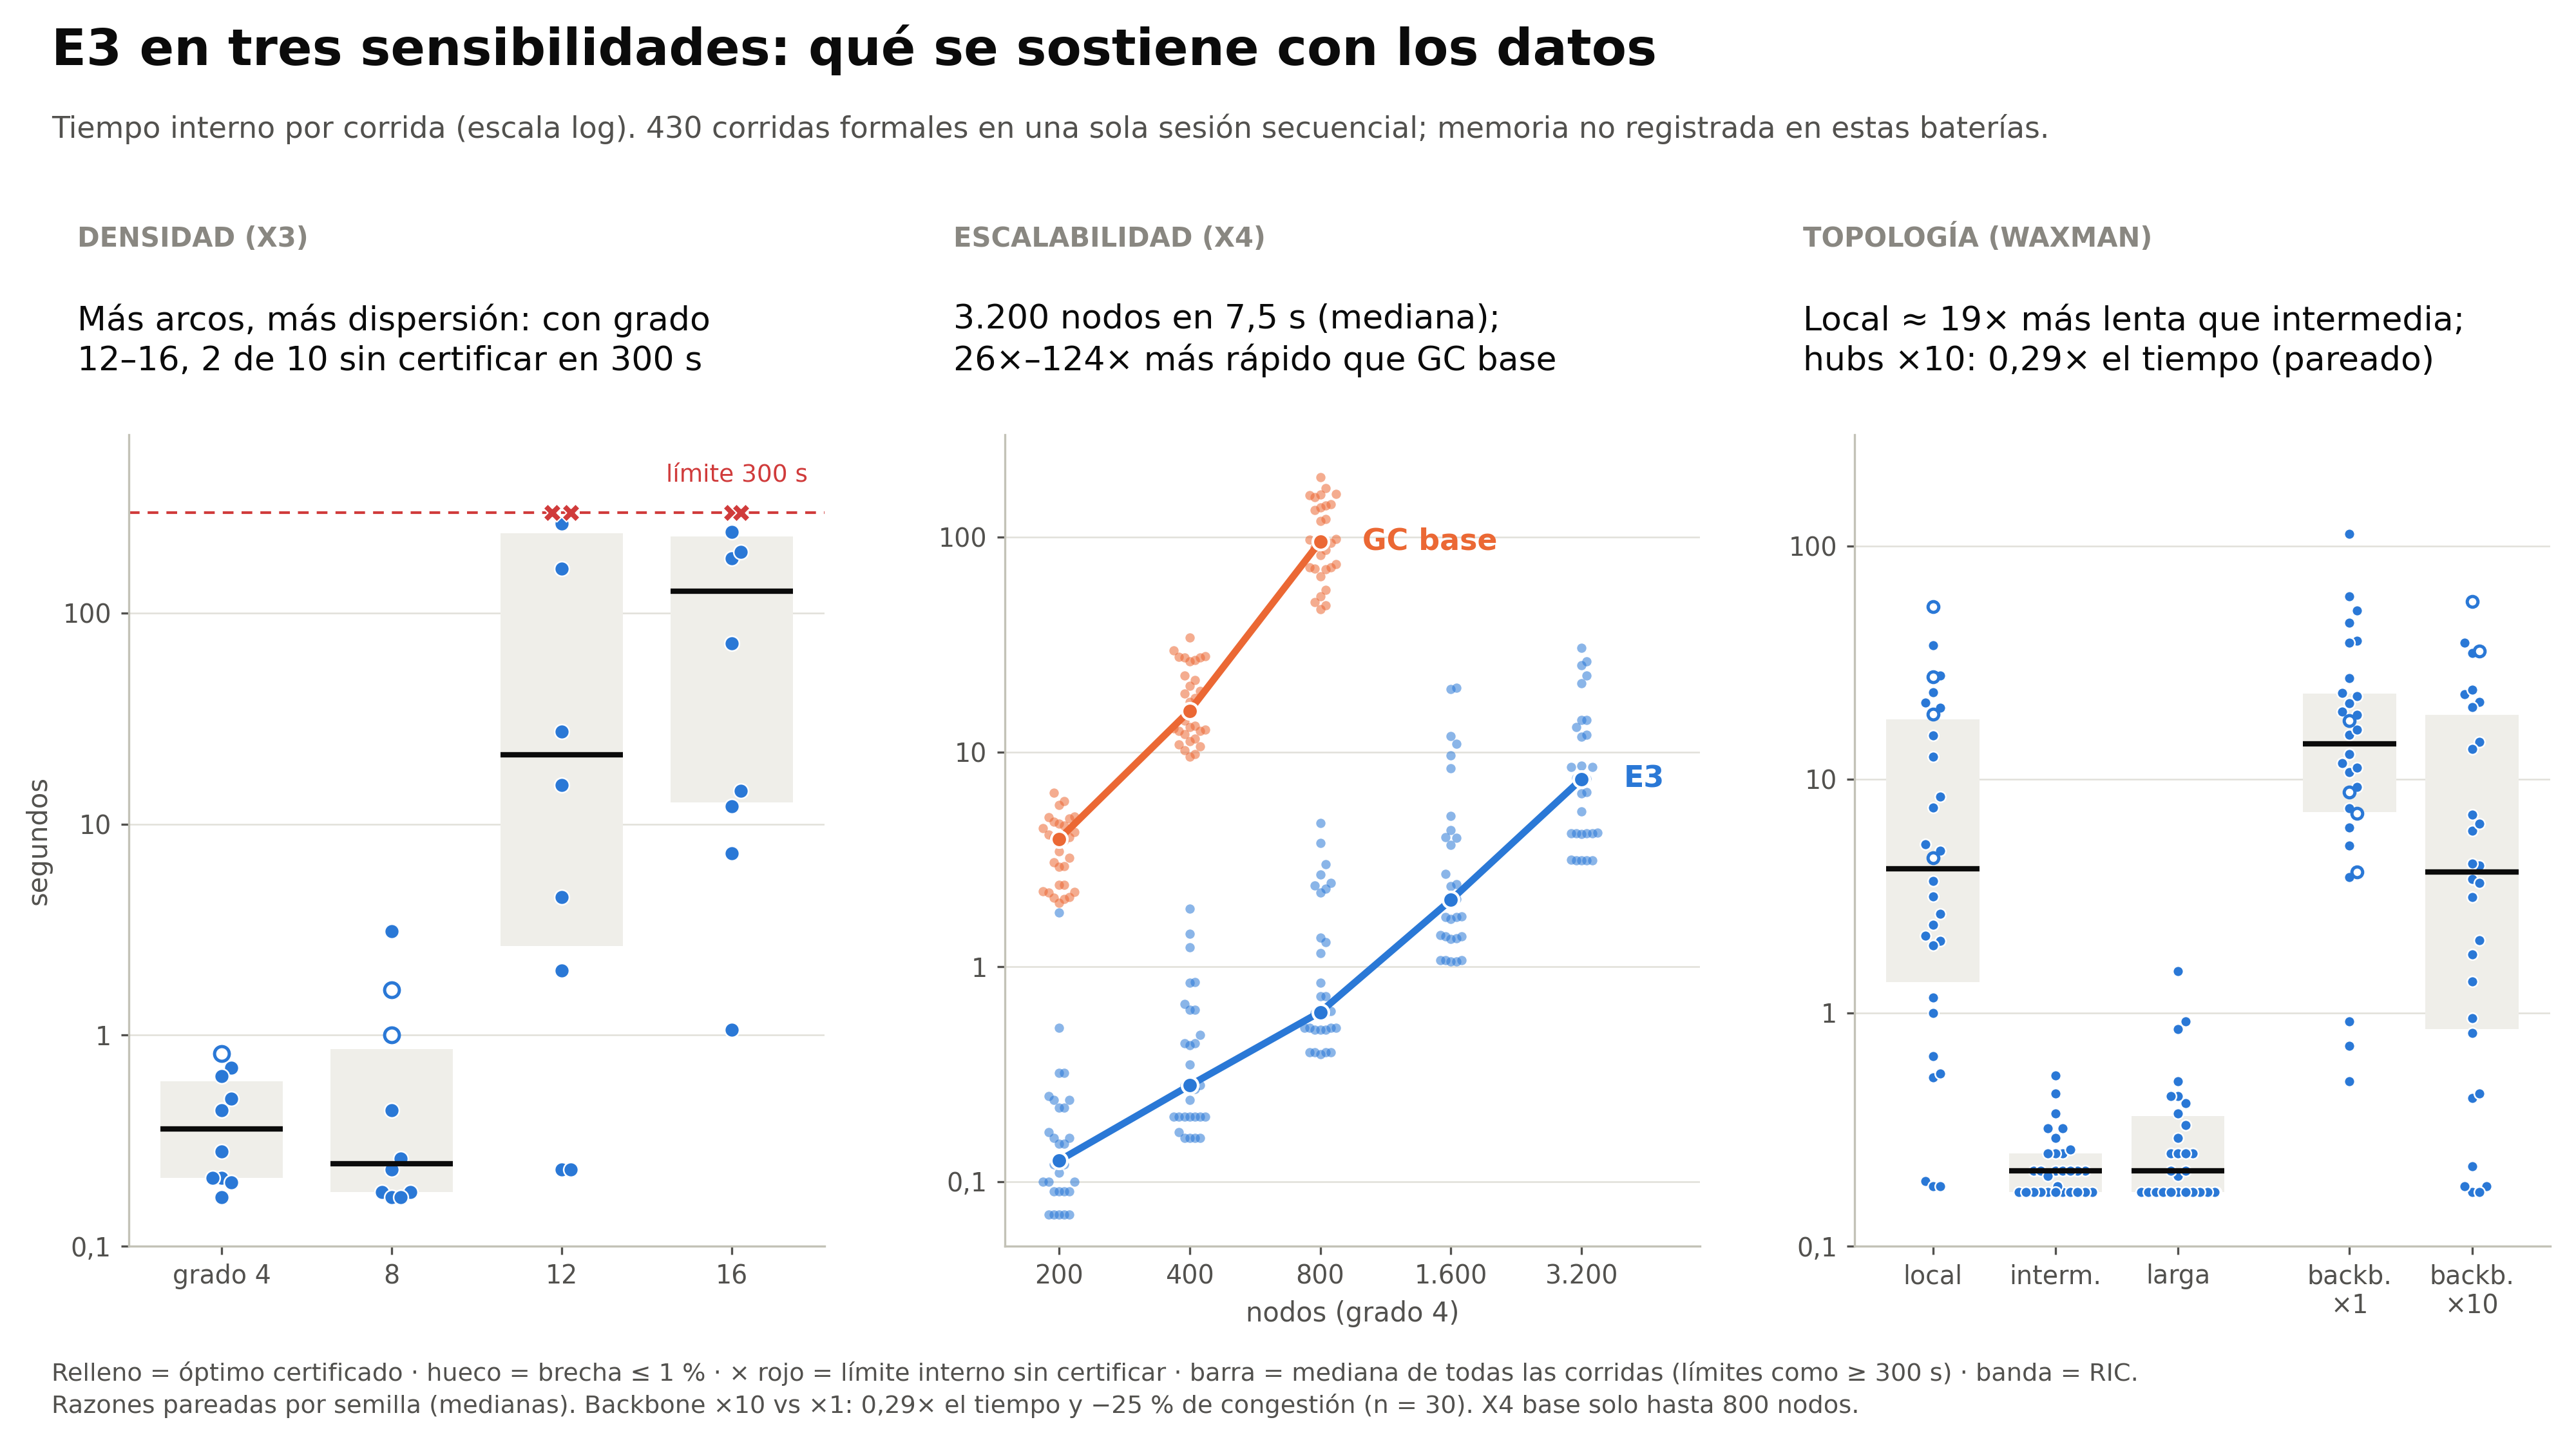 E3 en tres sensibilidades: qué se sostiene con los datos
Tiempo interno por corrida (escala log). 430 corridas formales en una sola sesión secuencial; memoria no registrada en estas baterías.
DENSIDAD (X3)
Más arcos, más dispersión: con grado
12–16, 2 de 10 sin certificar en 300 s
límite 300 s
segundos
100
10
1
0,1
grado 4
8
12
16
ESCALABILIDAD (X4)
3.200 nodos en 7,5 s (mediana);
26×–124× más rápido que GC base
GC base
E3
100
10
1
0,1
200
400
800
1.600
3.200
nodos (grado 4)
TOPOLOGÍA (WAXMAN)
Local ≈ 19× más lenta que intermedia;
hubs ×10: 0,29× el tiempo (pareado)
100
10
1
0,1
local
interm.
larga
backb.
×1
backb.
×10
Relleno = óptimo certificado · hueco = brecha ≤ 1 % · × rojo = límite interno sin certificar · barra = mediana de todas las corridas (límites como ≥ 300 s) · banda = RIC.
Razones pareadas por semilla (medianas). Backbone ×10 vs ×1: 0,29× el tiempo y −25 % de congestión (n = 30). X4 base solo hasta 800 nodos.